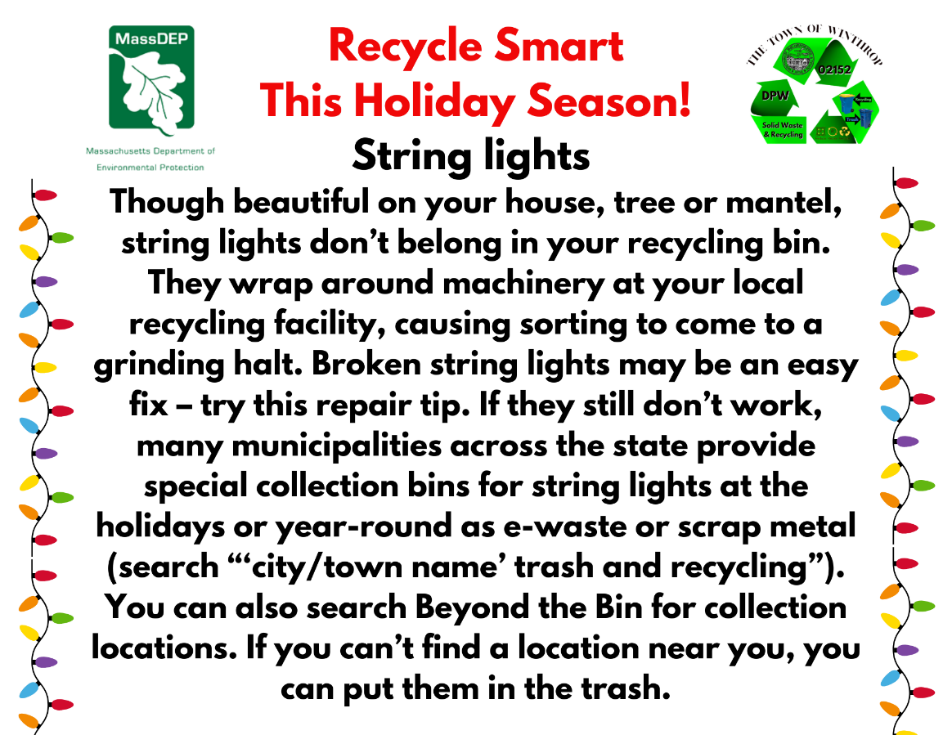 MassDEP
Massachusetts Department of
Environmental Protection
Recycle Smart
This Holiday Season!
THE TOWN OF WINTHROP
02152
DPW
Solid Waste
& Recycling
String lights
Though beautiful on your house, tree or mantel,
string lights don’t belong in your recycling bin.
They wrap around machinery at your local
recycling facility, causing sorting to come to a
grinding halt. Broken string lights may be an easy
fix – try this repair tip. If they still don’t work,
many municipalities across the state provide
special collection bins for string lights at the
holidays or year-round as e-waste or scrap metal
(search “‘city/town name’ trash and recycling”).
You can also search Beyond the Bin for collection
locations. If you can’t find a location near you, you
can put them in the trash.